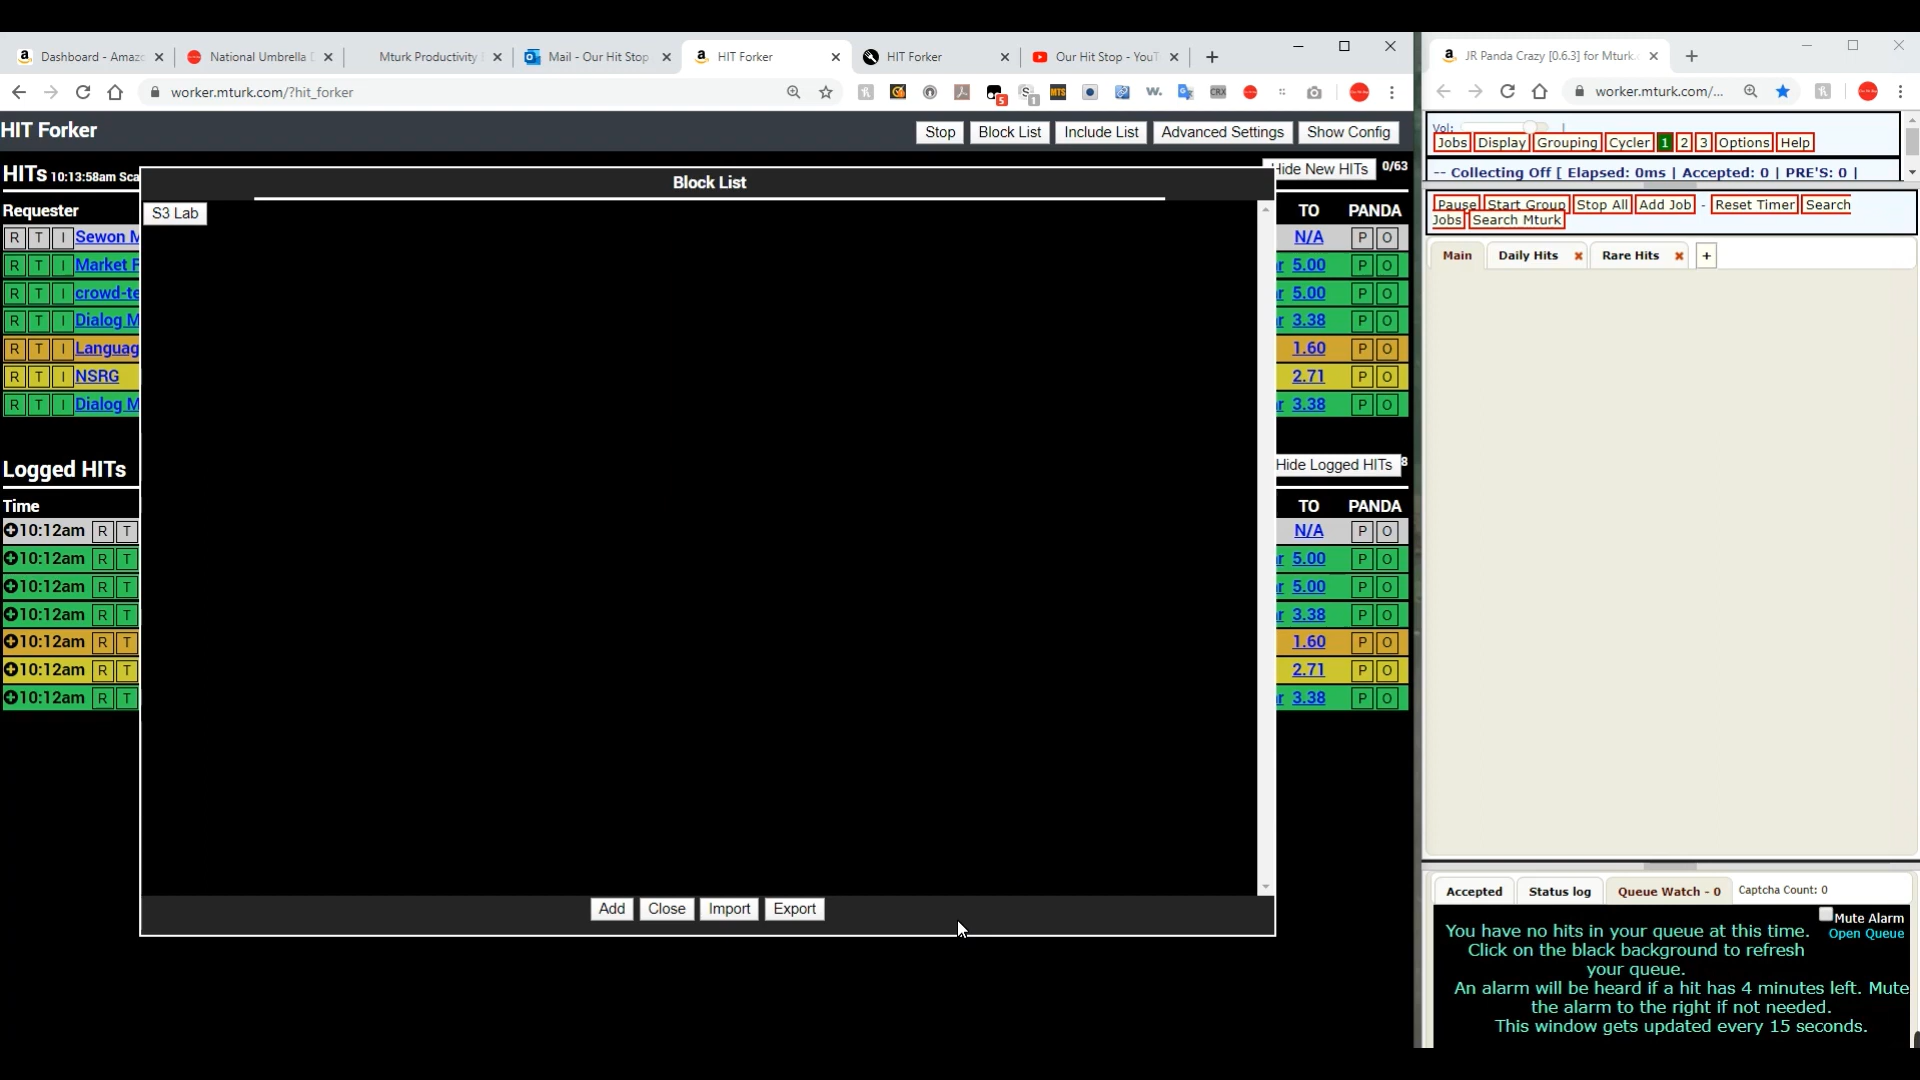 Dashboard - Amaz
National Umbrella D
Mturk Productivity E
Mail - Our Hit Stop
HIT Forker
HIT Forker
Our Hit Stop - YouT
JR Panda Crazy [0.6.3] for Mturk.
worker.mturk.com/?hit_forker
worker.mturk.com/...
HIT Forker
Stop
Block List
Include List
Advanced Settings
Show Config
Vol:
Jobs Display Grouping Cycler 1 2 3 Options Help
-- Collecting Off [ Elapsed: 0ms | Accepted: 0 | PRE'S: 0 |
Pause Start Group Stop All Add Job - Reset Timer Search
Jobs Search Mturk
Main
Daily Hits
Rare Hits
+
HITs 10:13:58am Sca
Hide New HITs 0/63
Block List
S3 Lab
Requester
TO PANDA
R T I Sewon M
N/A P O
R T I Market F
r 5.00 P O
R T I crowd-te
r 5.00 P O
R T I Dialog M
r 3.38 P O
R T I Languag
1.60 P O
R T I NSRG
2.71 P O
R T I Dialog M
r 3.38 P O
Logged HITs
Hide Logged HITs 8
Time
TO PANDA
10:12am R T
N/A P O
10:12am R T
r 5.00 P O
10:12am R T
r 5.00 P O
10:12am R T
r 3.38 P O
10:12am R T
1.60 P O
10:12am R T
2.71 P O
10:12am R T
r 3.38 P O
Add
Close
Import
Export
Accepted
Status log
Queue Watch - 0
Captcha Count: 0
Mute Alarm
Open Queue
You have no hits in your queue at this time.
Click on the black background to refresh
your queue.
An alarm will be heard if a hit has 4 minutes left. Mute
the alarm to the right if not needed.
This window gets updated every 15 seconds.